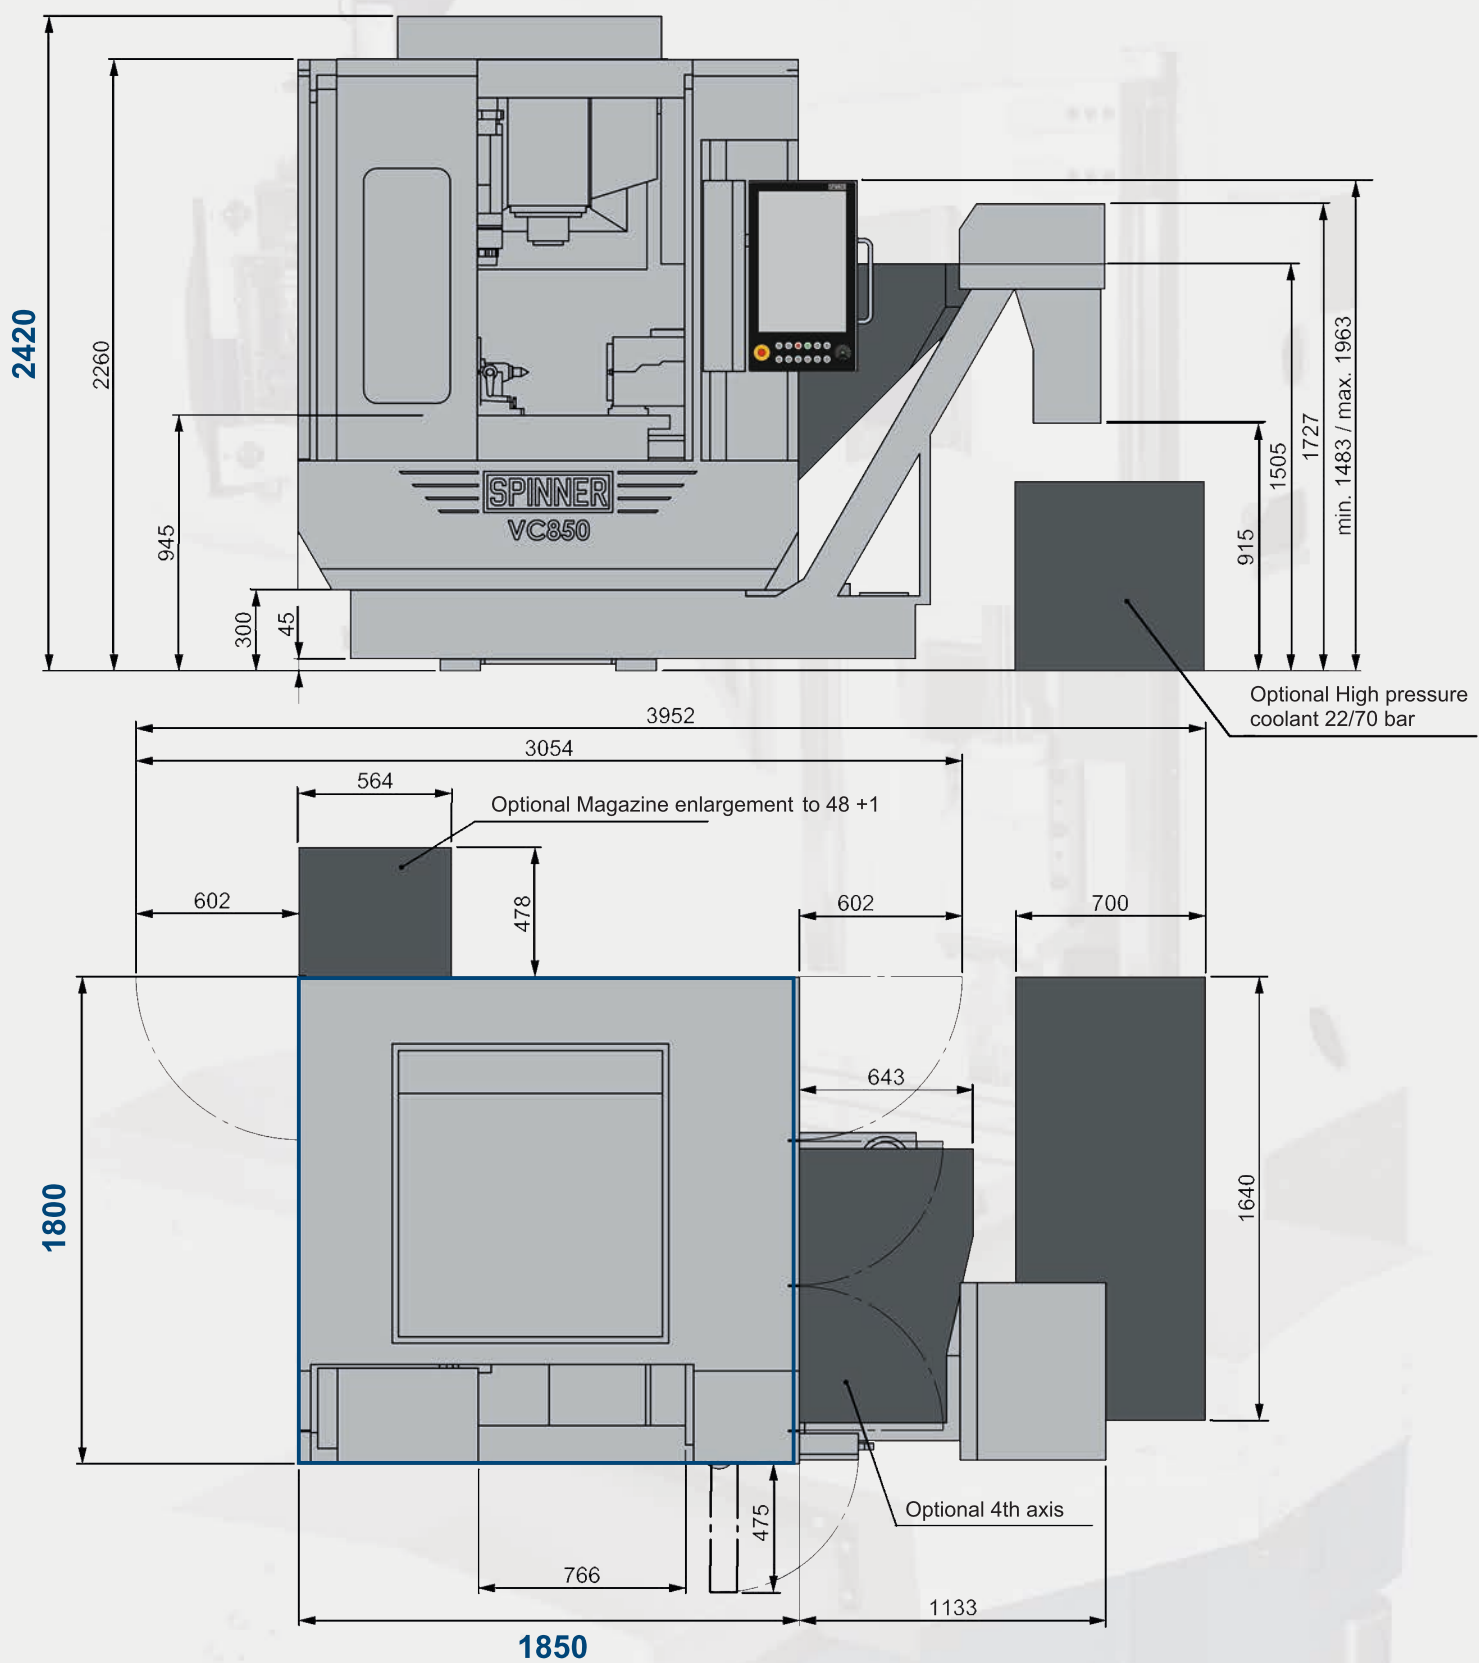 2420
2260
945
300
45
SPINNER
VC850
SPINNER
min. 1483 / max. 1963
1727
1505
915
Optional High pressure
coolant 22/70 bar
3952
3054
564
Optional Magazine enlargement to 48 +1
602
478
602
700
643
1800
1640
Optional 4th axis
475
766
1133
1850